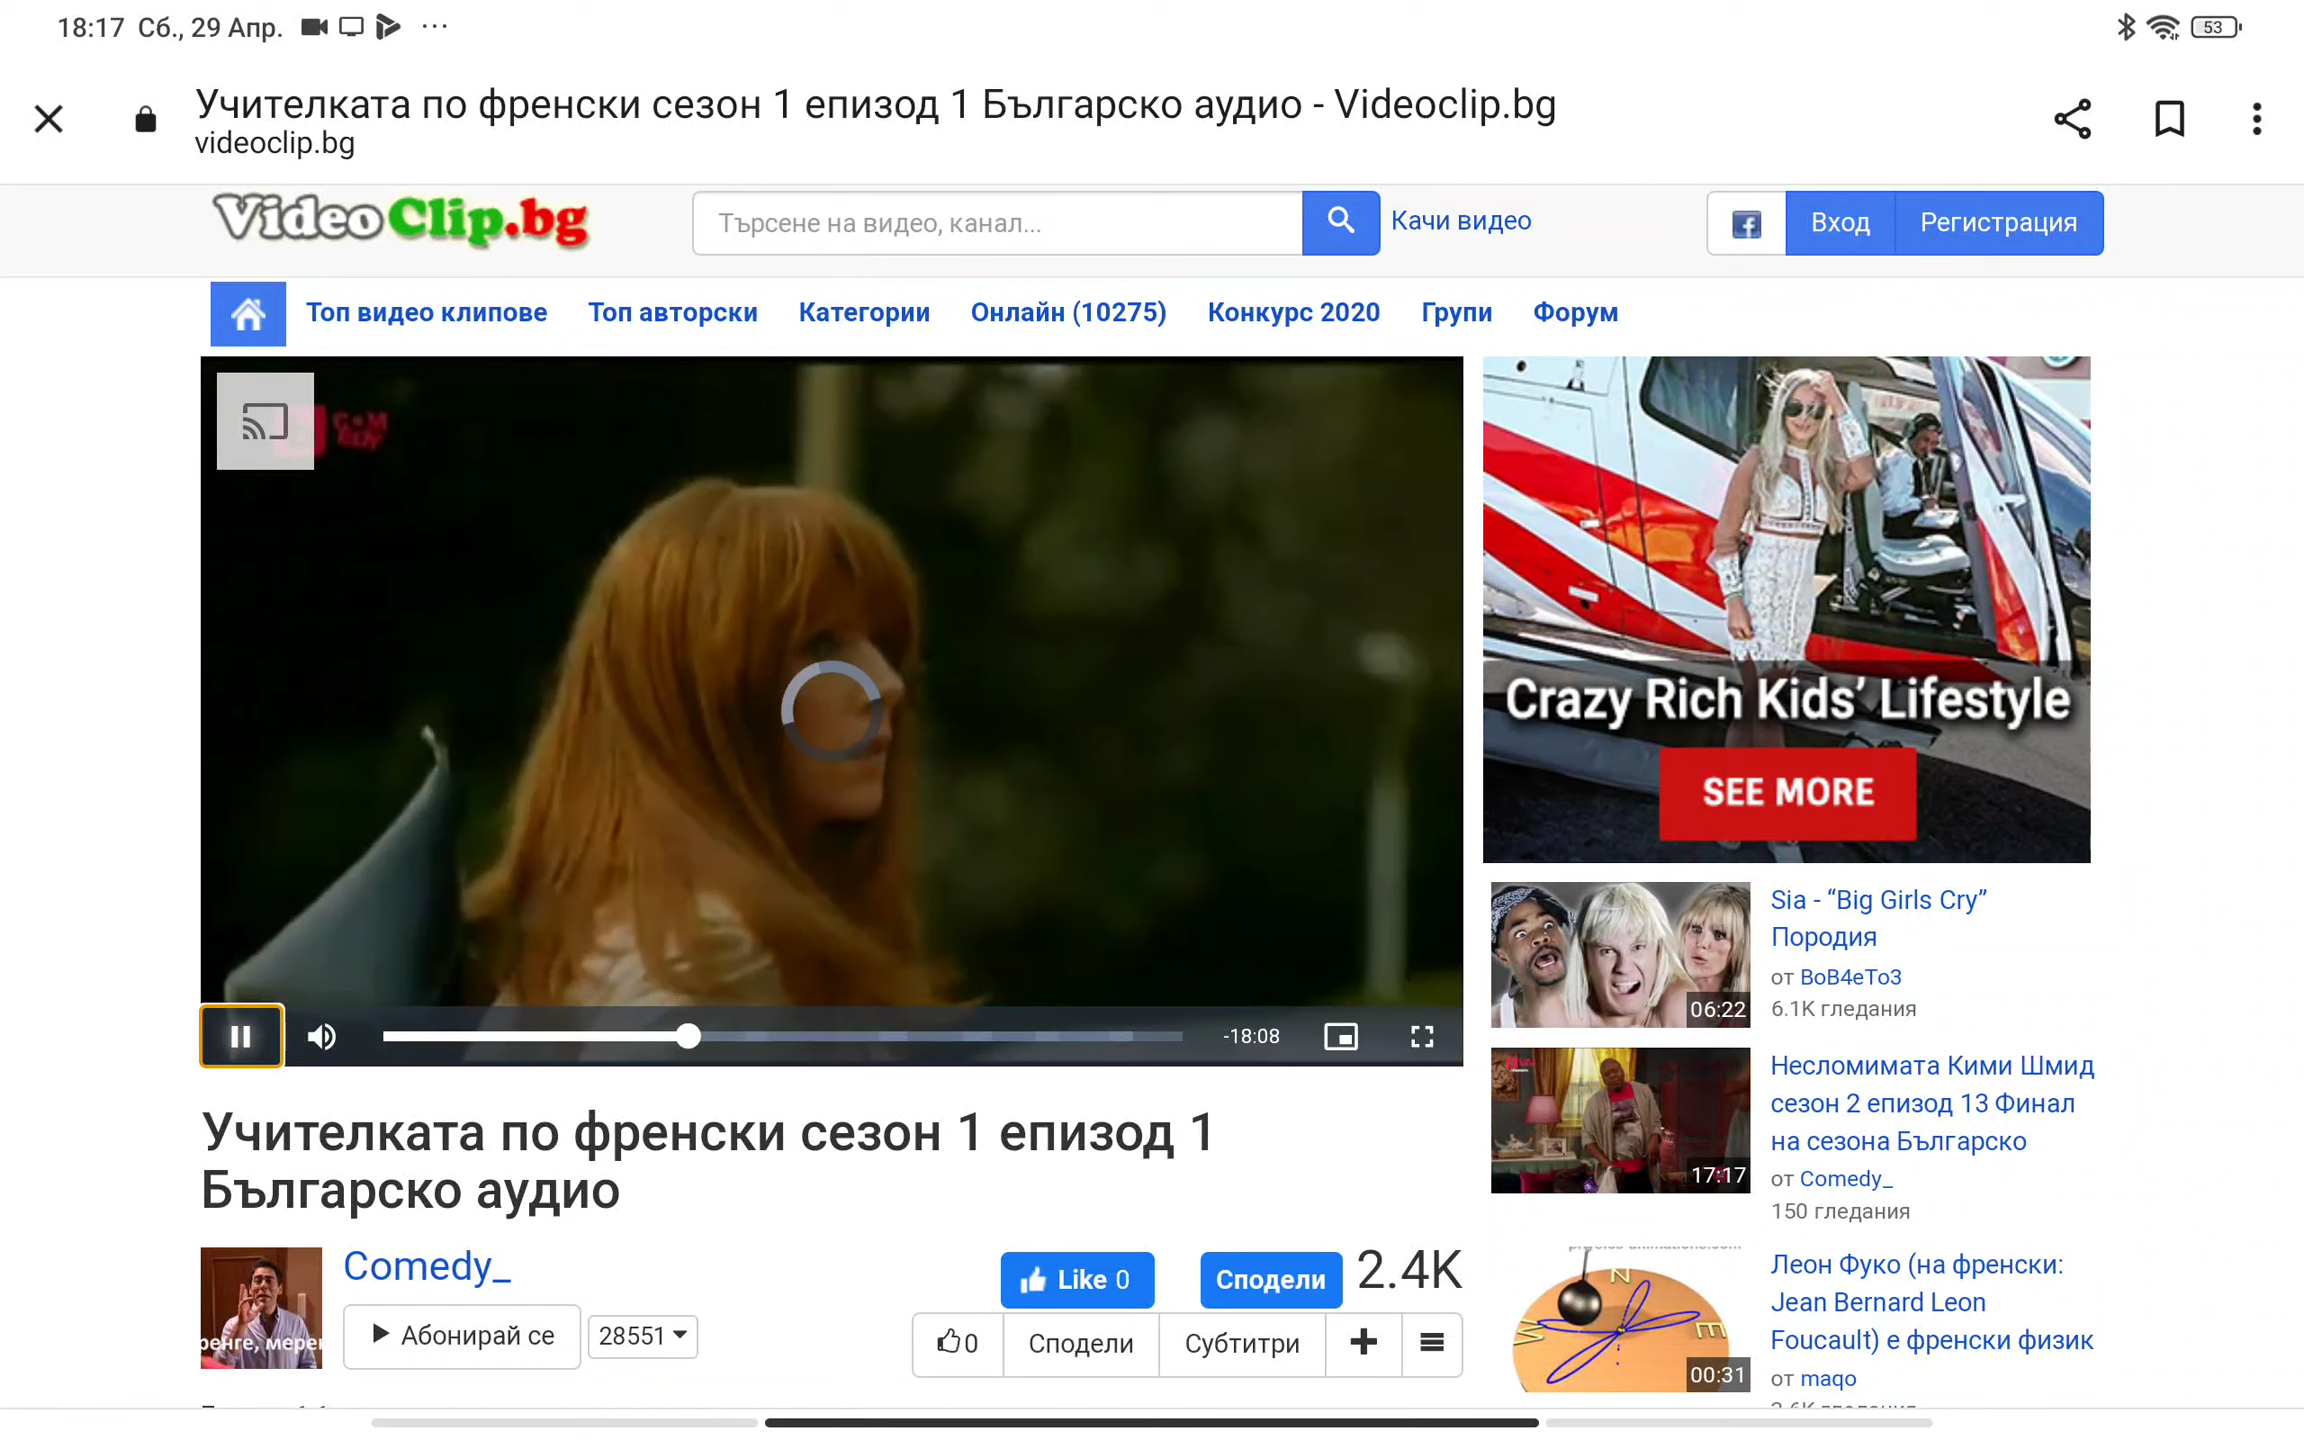 18:17 Сб., 29 Апр.
53
Учителката по френски сезон 1 епизод 1 Българско аудио - Videoclip.bg
videoclip.bg
VideoClip.bg
Търсене на видео, канал...
Качи видео
Вход
Регистрация
Топ видео клипове
Топ авторски
Категории
Онлайн (10275)
Конкурс 2020
Групи
Форум
COMEDY
-18:08
Crazy Rich Kids' Lifestyle
SEE MORE
Sia - “Big Girls Cry”
Породия
от BoB4eTo3
6.1K гледания
06:22
Несломимата Кими Шмид
сезон 2 епизод 13 Финал
на сезона Българско
от Comedy_
150 гледания
17:17
Леон Фуко (на френски:
Jean Bernard Leon
Foucault) е френски физик
от maqo
00:31
N
E
Учителката по френски сезон 1 епизод 1
Българско аудио
Comedy_
Абонирай се
28551
Like 0
Сподели
2.4K
0
Сподели
Субтитри